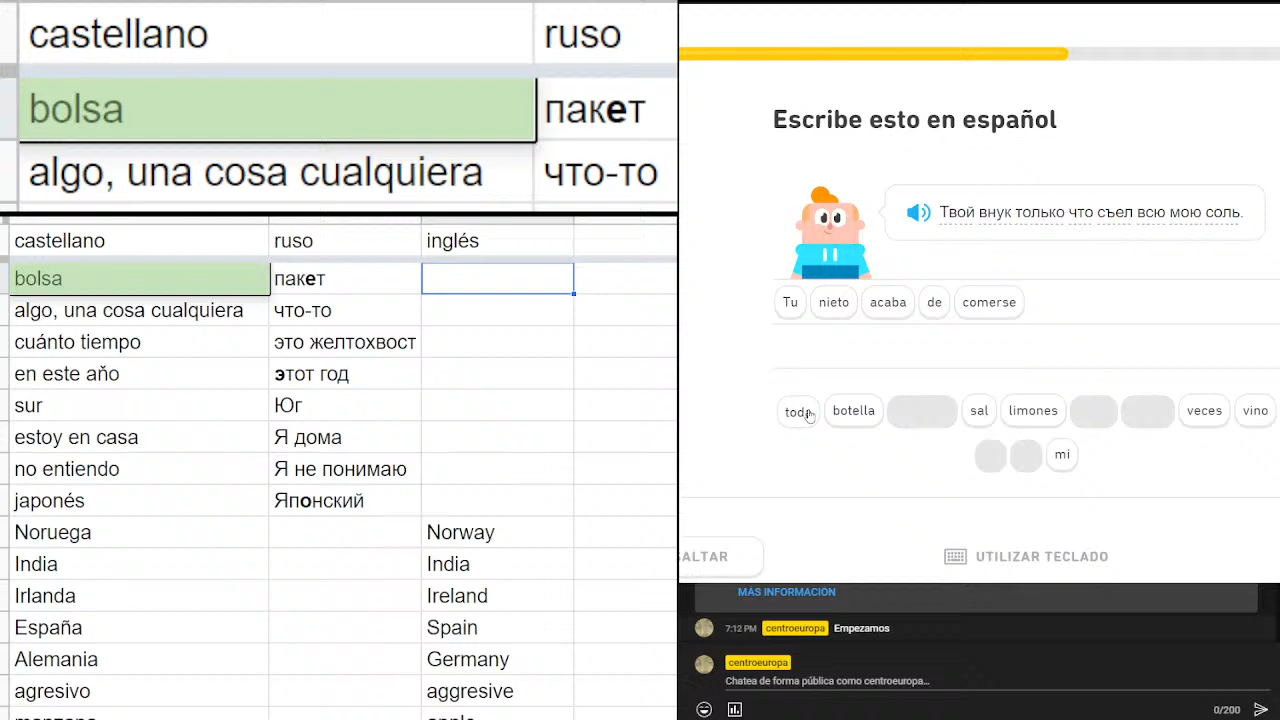 castellano ruso
bolsa пакет
algo, una cosa cualquiera что-то
castellano ruso inglés
bolsa пакет
algo, una cosa cualquiera что-то
cuánto tiempo это желтохвост
en este año этот год
sur Юг
estoy en casa Я дома
no entiendo Я не понимаю
japonés Японский
Noruega Norway
India India
Irlanda Ireland
España Spain
Alemania Germany
agresivo aggresive
Escribe esto en español
Твой внук только что съел всю мою соль.
Tu nieto acaba de comerse
toda botella sal limones veces vino
mi
SALTAR UTILIZAR TECLADO
MÁS INFORMACIÓN
7:12 PM centroeuropa Empezamos
centroeuropa
Chatea de forma pública como centroeuropa...
0/200